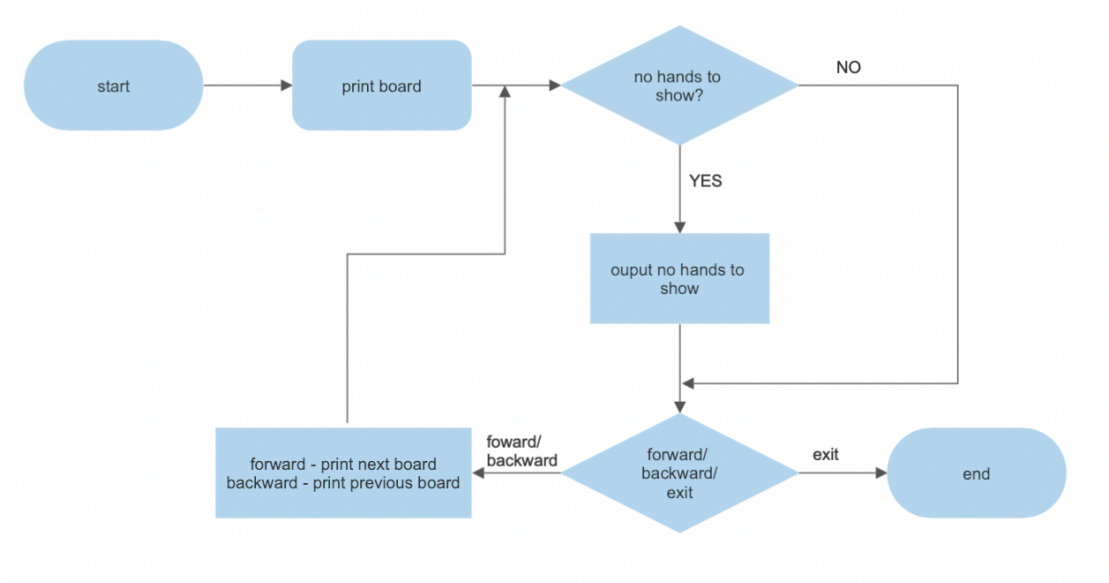 start
print board
no hands to
show?
NO
YES
ouput no hands to
show
foward/
backward
forward - print next board
backward - print previous board
forward/
backward/
exit
exit
end